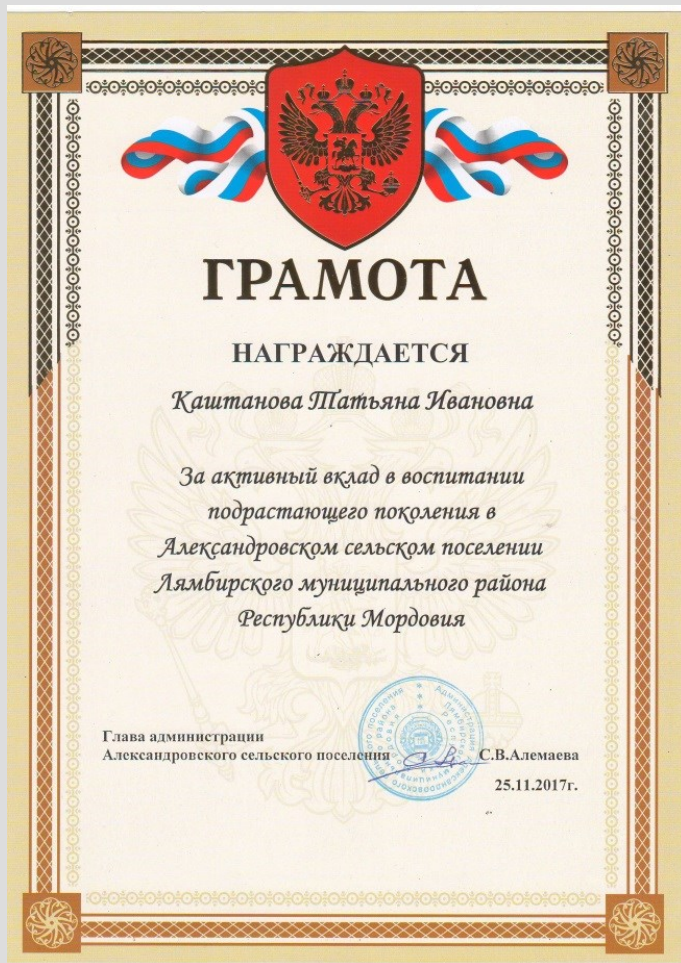 ГРАМОТА
НАГРАЖДАЕТСЯ
Каштанова Татьяна Ивановна
За активный вклад в воспитании
подрастающего поколения в
Александровском сельском поселении
Лямбирского муниципального района
Республики Мордовия
Глава администрации
Александровского сельского поселения С.В.Алемаева
25.11.2017г.